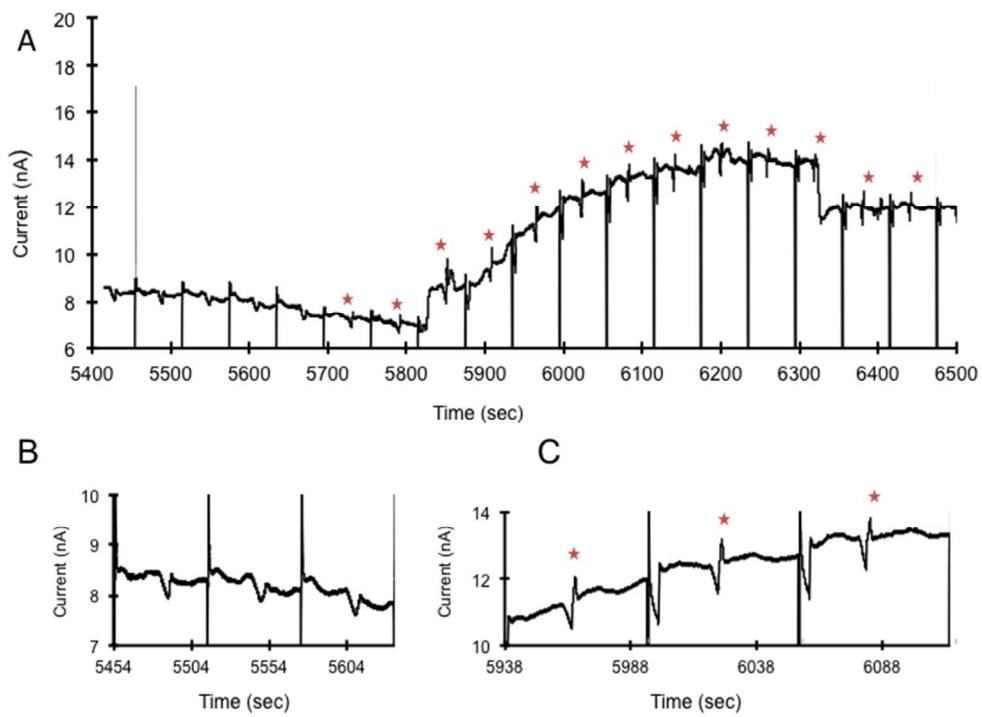 A
Current (nA)
20
18
16
14
12
10
8
6
5400 5500 5600 5700 5800 5900 6000 6100 6200 6300 6400 6500
Time (sec)
B
Current (nA)
10
9
8
7
5454 5504 5554 5604
Time (sec)
C
Current (nA)
14
12
10
5938 5988 6038 6088
Time (sec)